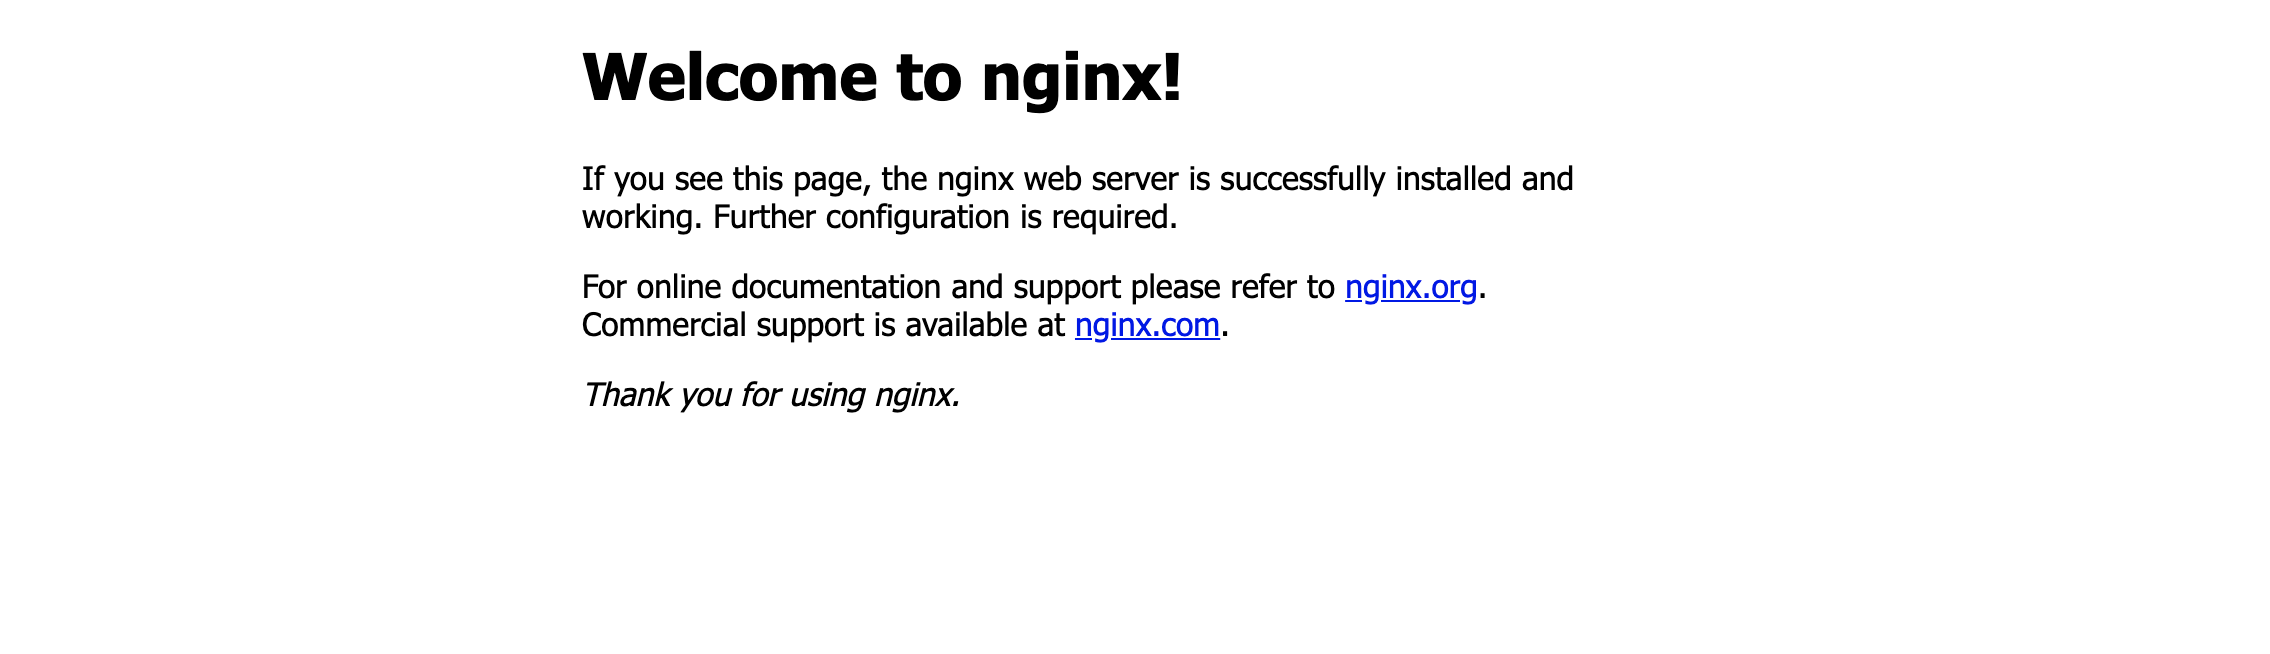 Welcome to nginx!
If you see this page, the nginx web server is successfully installed and
working. Further configuration is required.
For online documentation and support please refer to nginx.org.
Commercial support is available at nginx.com.
Thank you for using nginx.